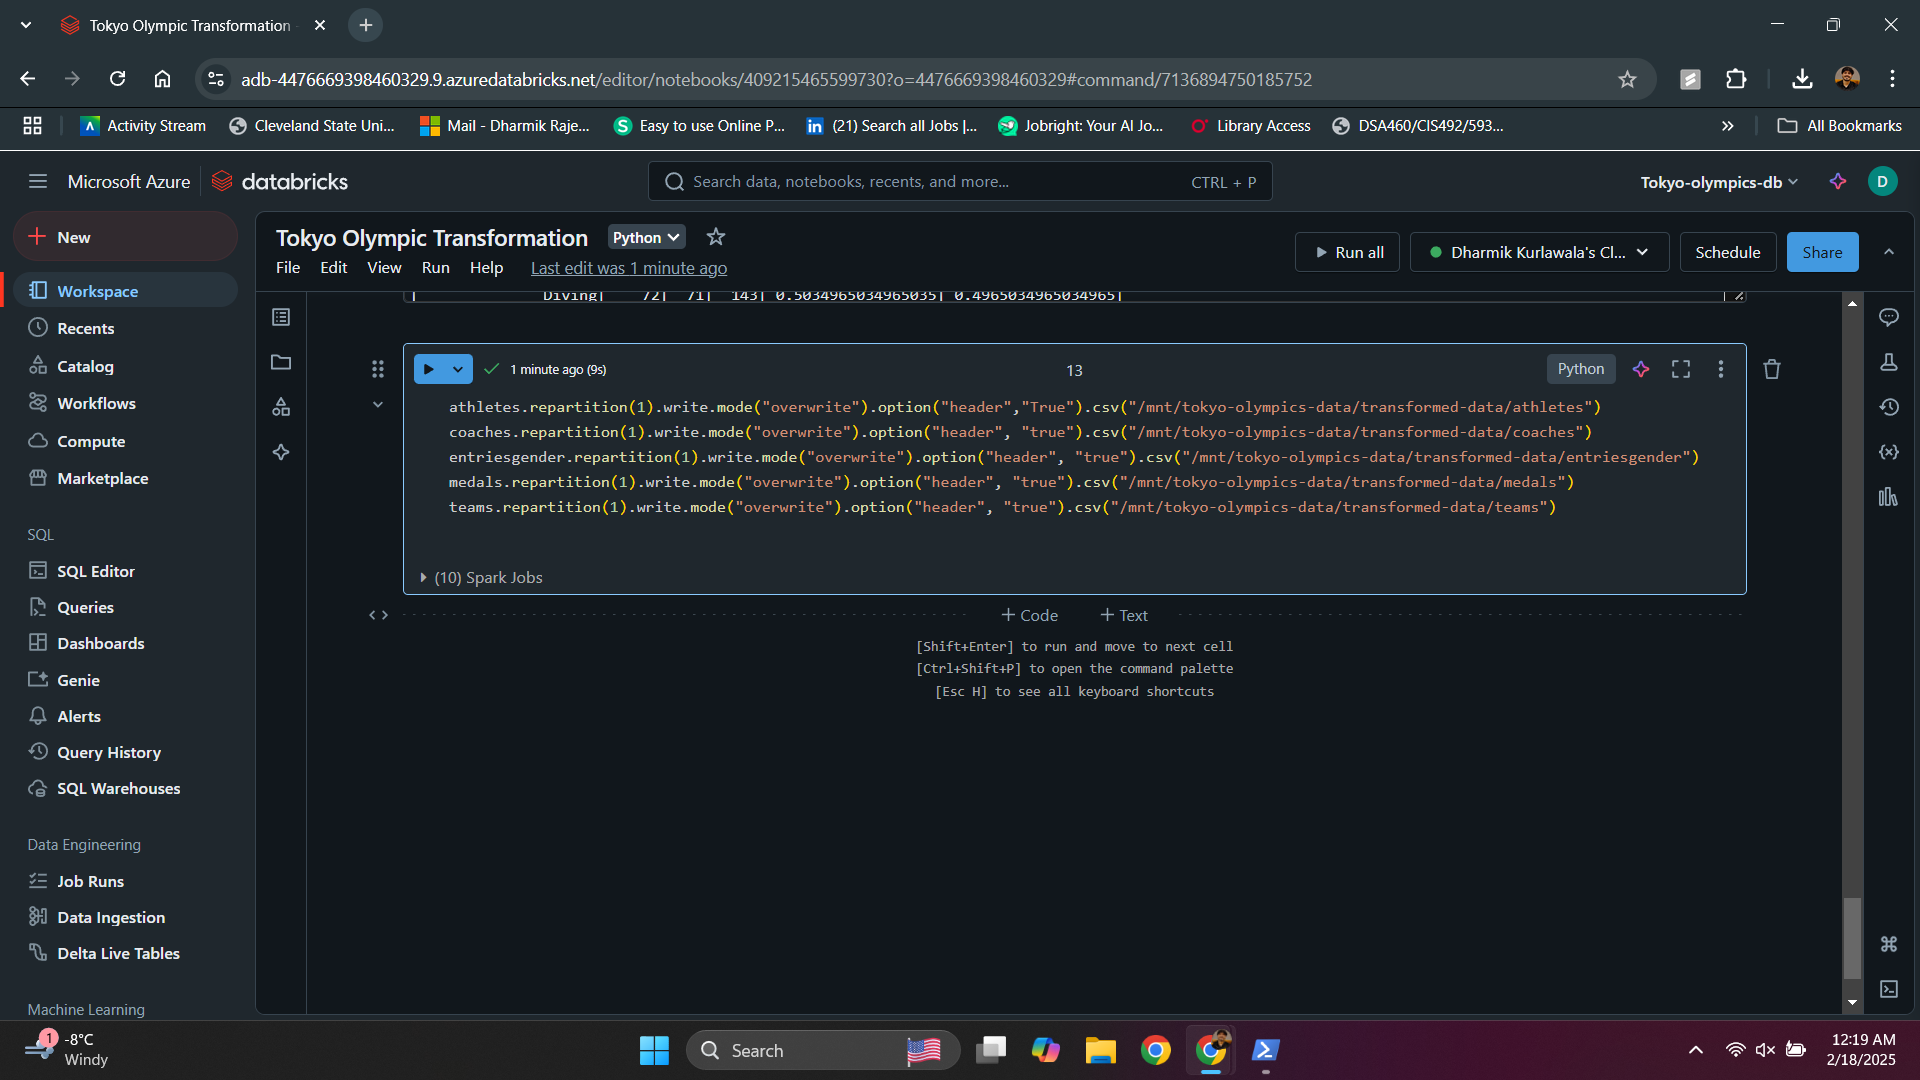 Tokyo Olympic Transformation
adb-4476669398460329.9.azuredatabricks.net/editor/notebooks/409215465599730?o=4476669398460329#command/7136894750185752
Activity Stream
Cleveland State Uni...
Mail - Dharmik Raje...
Easy to use Online P...
(21) Search all Jobs |...
Jobright: Your AI Jo...
Library Access
DSA460/CIS492/593...
All Bookmarks
Microsoft Azure
databricks
Search data, notebooks, recents, and more...
CTRL + P
Tokyo-olympics-db
D
New
Workspace
Recents
Catalog
Workflows
Compute
Marketplace
SQL
SQL Editor
Queries
Dashboards
Genie
Alerts
Query History
SQL Warehouses
Data Engineering
Job Runs
Data Ingestion
Delta Live Tables
Machine Learning
Tokyo Olympic Transformation
Python
File
Edit
View
Run
Help
Last edit was 1 minute ago
Run all
Dharmik Kurlawala's Cl...
Schedule
Share
| Diving| 72| 71| 143| 0.5034965034965035| 0.4965034965034965|
1 minute ago (9s)
13
Python
athletes.repartition(1).write.mode("overwrite").option("header","True").csv("/mnt/tokyo-olympics-data/transformed-data/athletes")
coaches.repartition(1).write.mode("overwrite").option("header", "true").csv("/mnt/tokyo-olympics-data/transformed-data/coaches")
entriesgender.repartition(1).write.mode("overwrite").option("header", "true").csv("/mnt/tokyo-olympics-data/transformed-data/entriesgender")
medals.repartition(1).write.mode("overwrite").option("header", "true").csv("/mnt/tokyo-olympics-data/transformed-data/medals")
teams.repartition(1).write.mode("overwrite").option("header", "true").csv("/mnt/tokyo-olympics-data/transformed-data/teams")
(10) Spark Jobs
+ Code
+ Text
[Shift+Enter] to run and move to next cell
[Ctrl+Shift+P] to open the command palette
[Esc H] to see all keyboard shortcuts
1
-8°C
Windy
Search
12:19 AM
2/18/2025